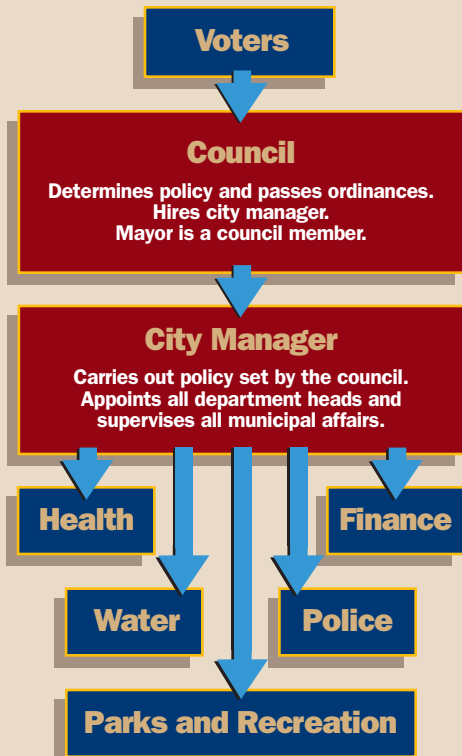 Voters
Council
Determines policy and passes ordinances.
Hires city manager.
Mayor is a council member.
City Manager
Carries out policy set by the council.
Appoints all department heads and
supervises all municipal affairs.
Health
Finance
Water
Police
Parks and Recreation